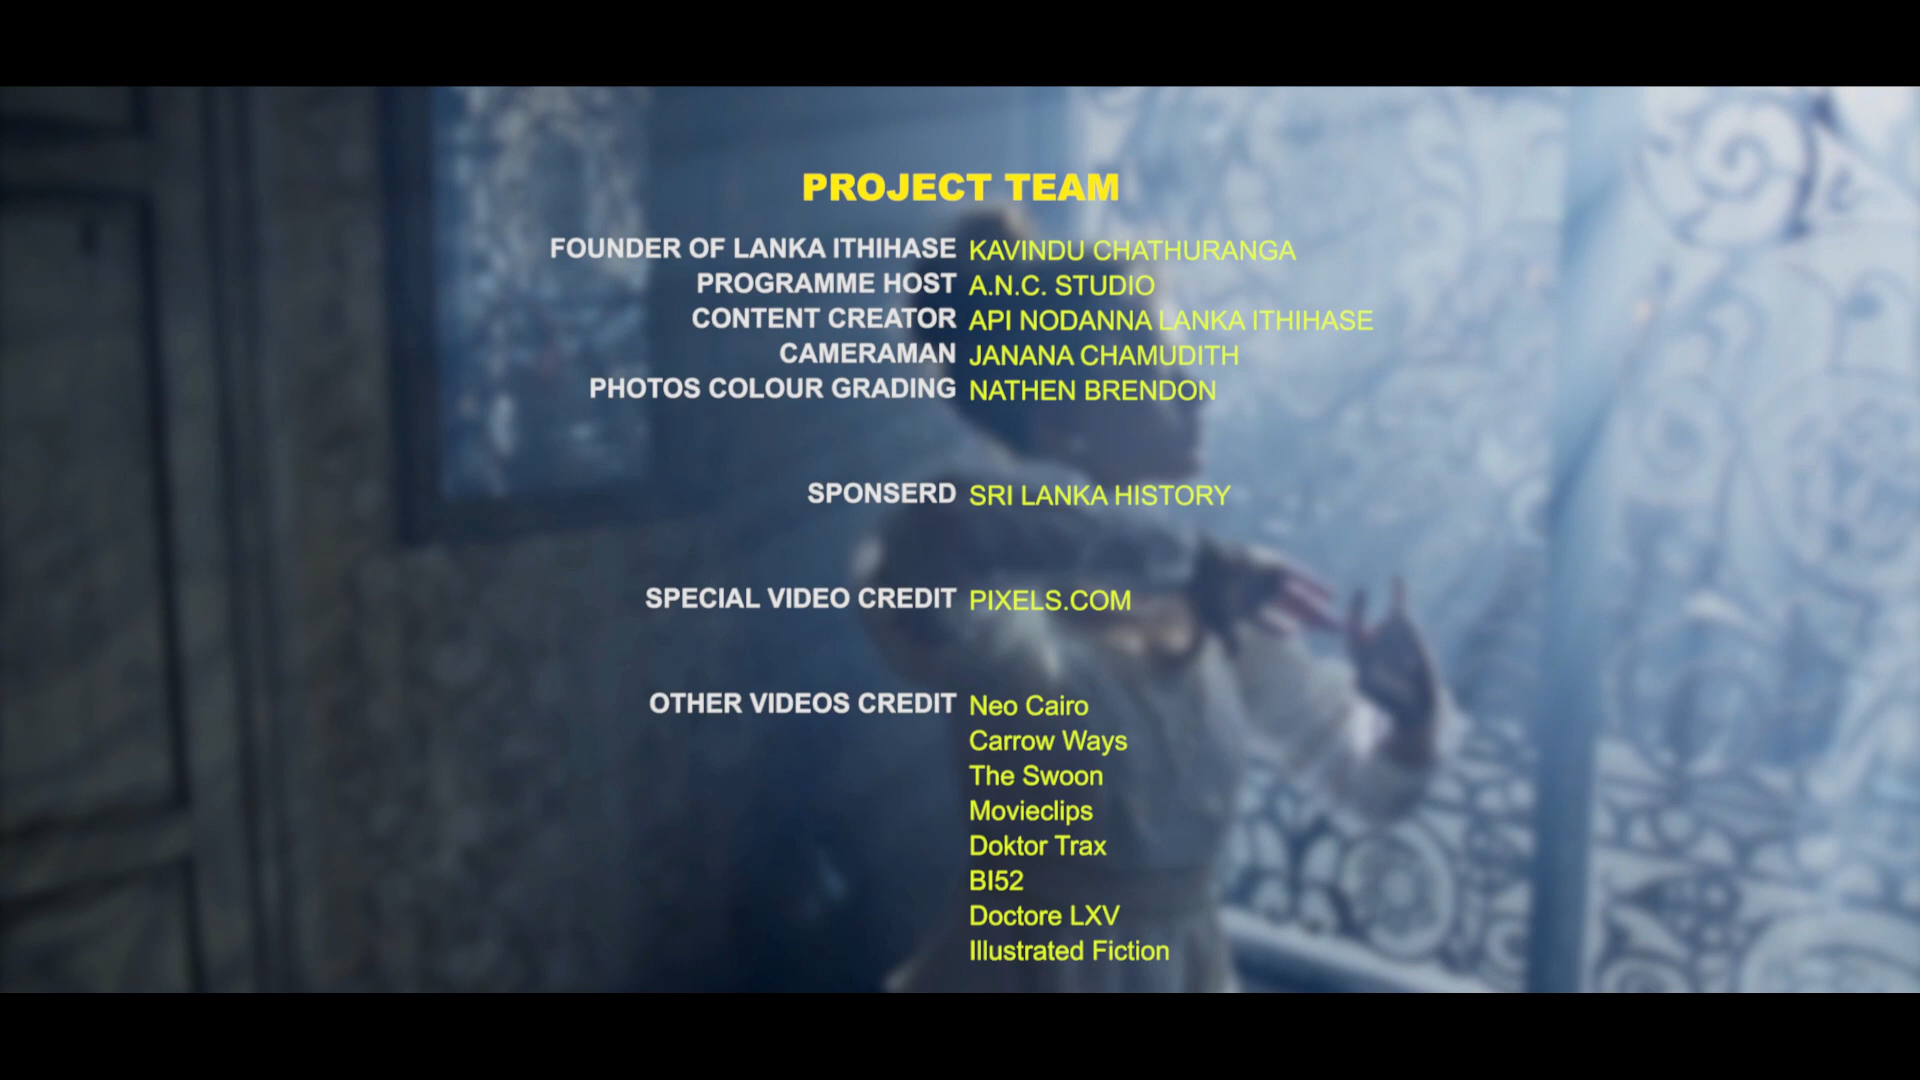 PROJECT TEAM
FOUNDER OF LANKA ITHIHASE KAVINDU CHATHURANGA
PROGRAMME HOST A.N.C. STUDIO
CONTENT CREATOR API NODANNA LANKA ITHIHASE
CAMERAMAN JANANA CHAMUDITH
PHOTOS COLOUR GRADING NATHEN BRENDON
SPONSERD SRI LANKA HISTORY
SPECIAL VIDEO CREDIT PIXELS.COM
OTHER VIDEOS CREDIT Neo Cairo
Carrow Ways
The Swoon
Movieclips
Doktor Trax
BI52
Doctore LXV
Illustrated Fiction